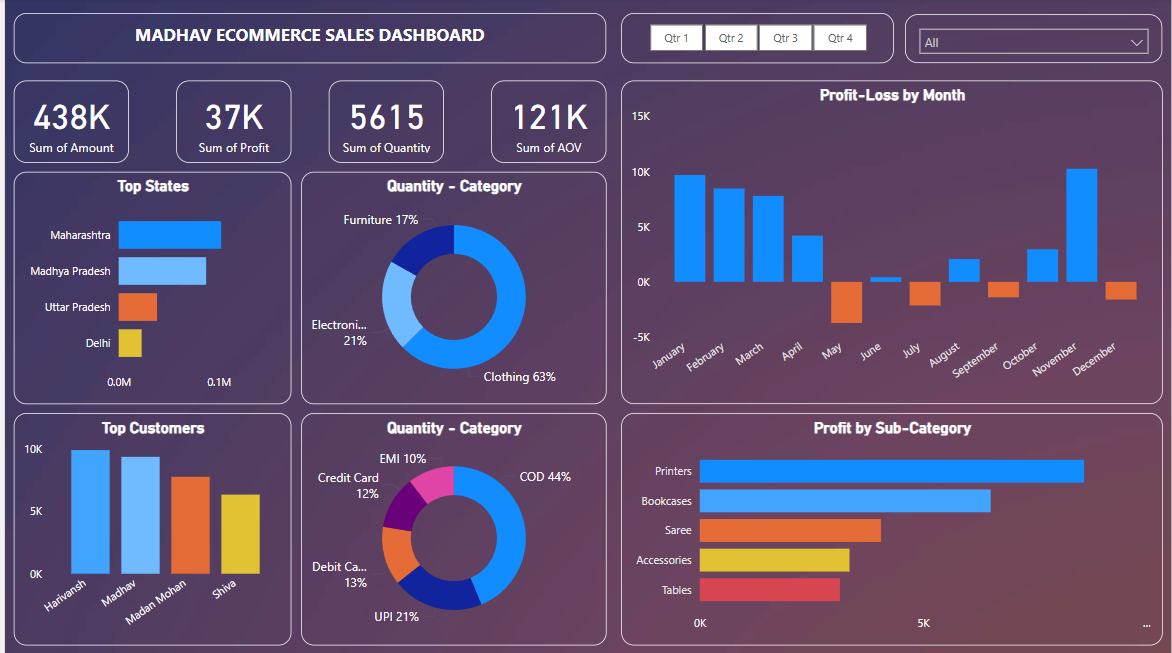 MADHAV ECOMMERCE SALES DASHBOARD
Qtr 1
Qtr 2
Qtr 3
Qtr 4
All
438K
Sum of Amount
37K
Sum of Profit
5615
Sum of Quantity
121K
Sum of AOV
Profit-Loss by Month
15K
10K
5K
0K
-5K
January
February
March
April
May
June
July
August
September
October
November
December
Top States
Maharashtra
Madhya Pradesh
Uttar Pradesh
Delhi
0.0M
0.1M
Quantity - Category
Furniture 17%
Electroni...
21%
Clothing 63%
Top Customers
10K
5K
0K
Harivansh
Madhav
Madan Mohan
Shiva
Quantity - Category
EMI 10%
Credit Card
12%
COD 44%
Debit Ca...
13%
UPI 21%
Profit by Sub-Category
Printers
Bookcases
Saree
Accessories
Tables
0K
5K
...